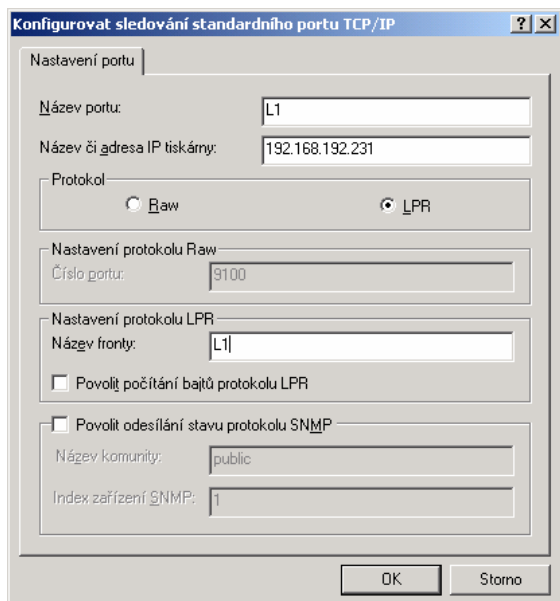 Konfigurovat sledování standardního portu TCP/IP
Nastavení portu
Název portu: L1
Název či adresa IP tiskárny: 192.168.192.231
Protokol
Raw LPR
Nastavení protokolu Raw
Číslo portu: 9100
Nastavení protokolu LPR
Název fronty: L1
Povolit počítání bajtů protokolu LPR
Povolit odesílání stavu protokolu SNMP
Název komunity: public
Index zařízení SNMP: 1
OK Storno